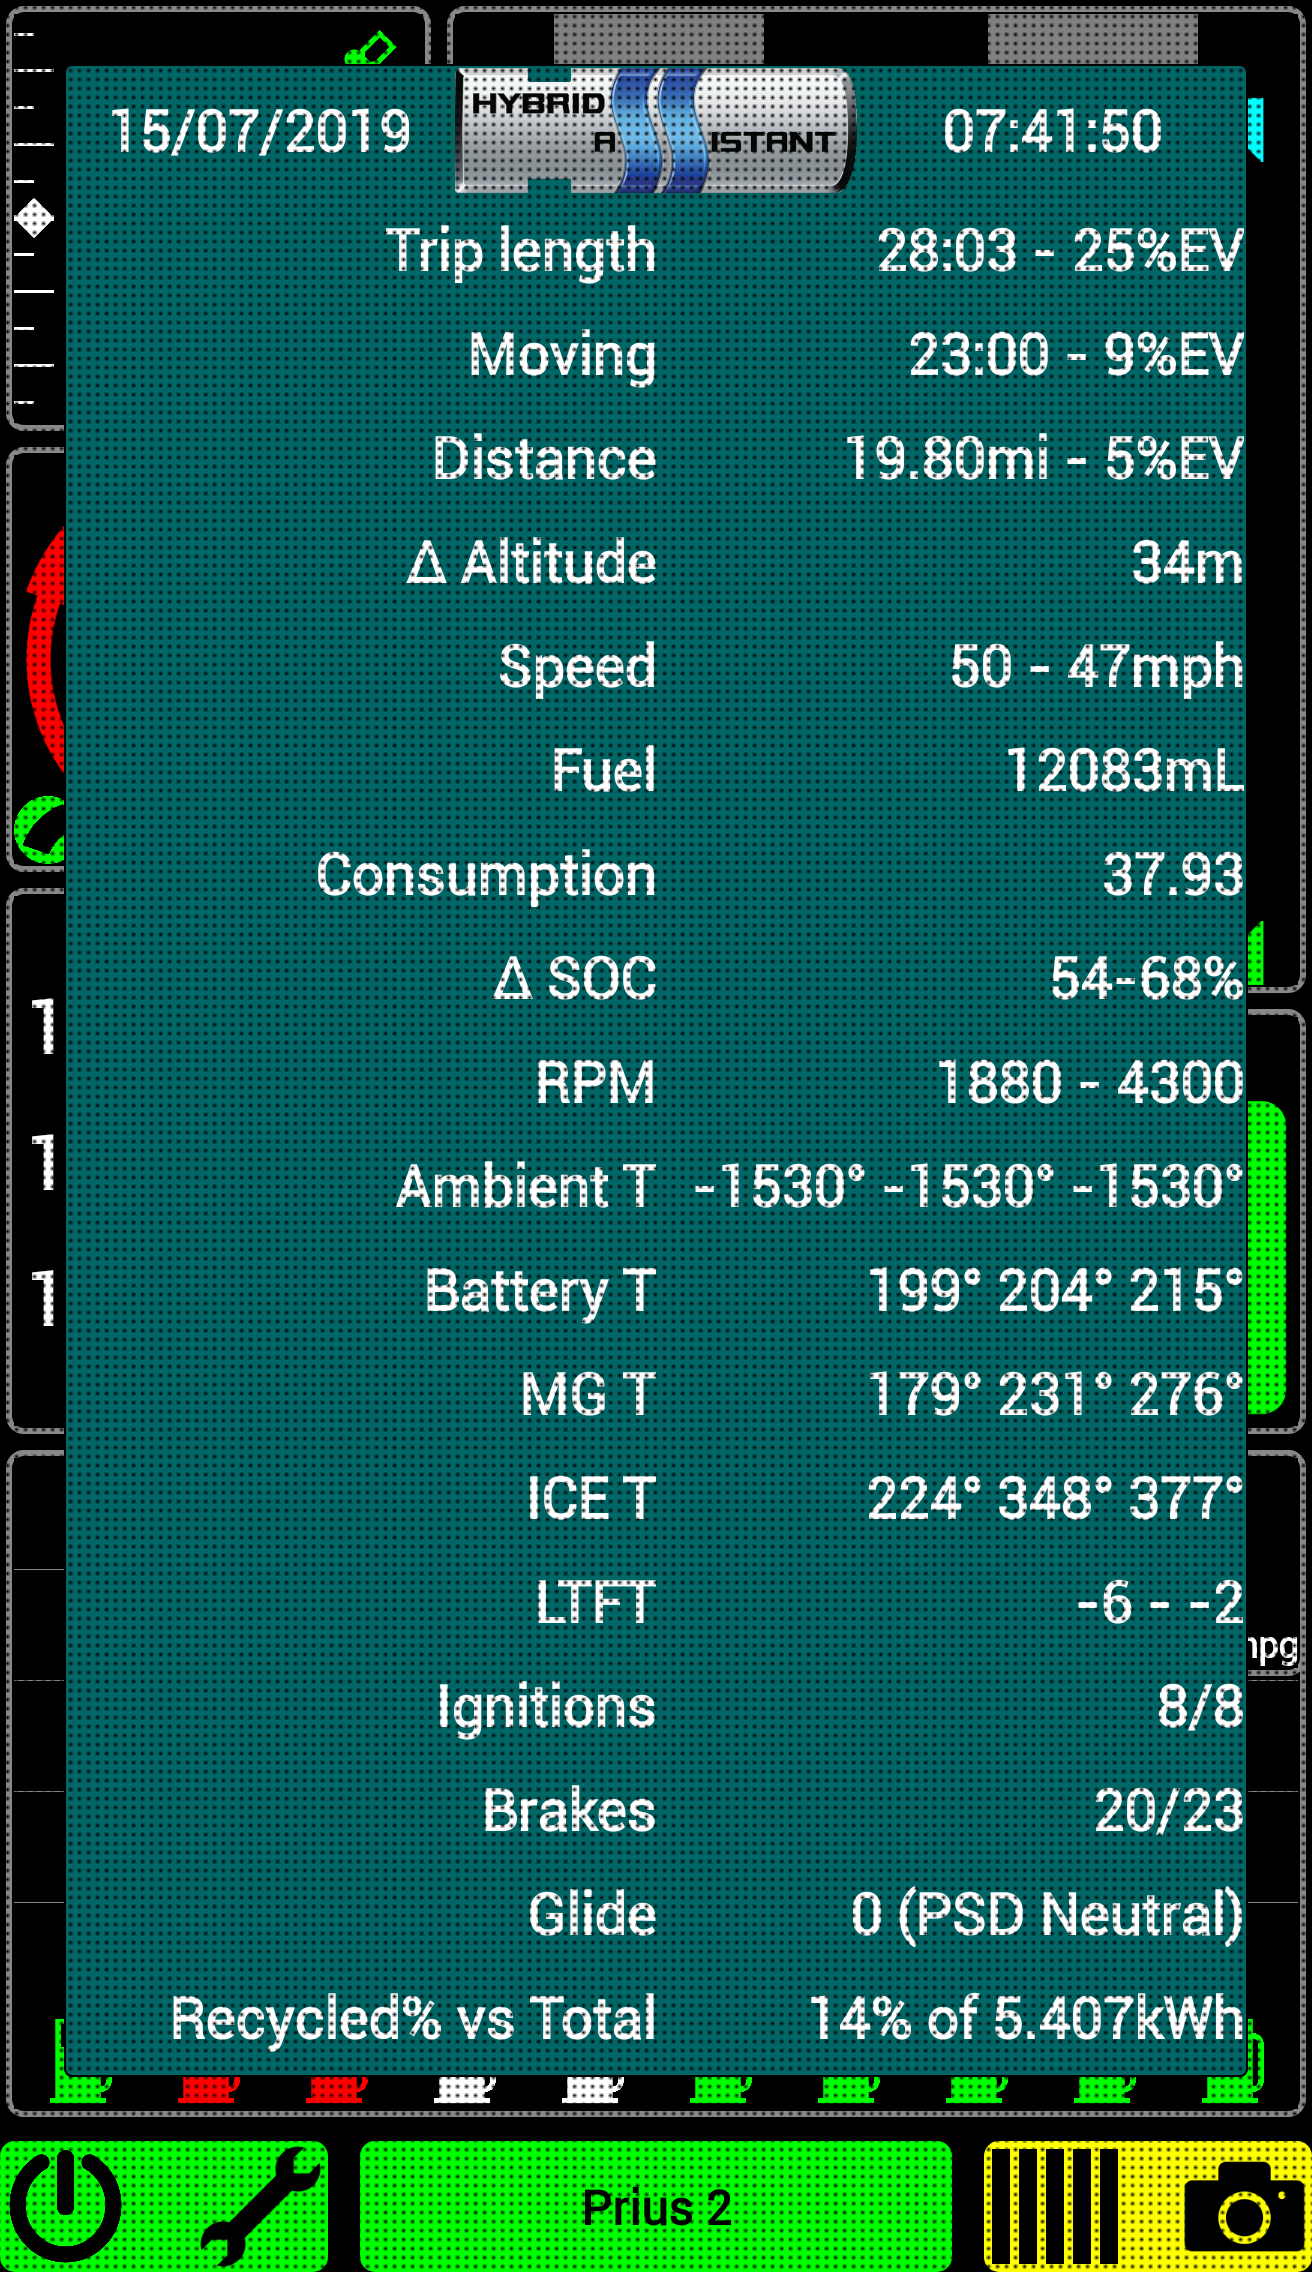 15/07/2019
HYBRID
ASSISTANT
07:41:50
Trip length 28:03 - 25%EV
Moving 23:00 - 9%EV
Distance 19.80mi - 5%EV
Δ Altitude 34m
Speed 50 - 47mph
Fuel 12083mL
Consumption 37.93
Δ SOC 54-68%
RPM 1880 - 4300
Ambient T -1530° -1530° -1530°
Battery T 199° 204° 215°
MG T 179° 231° 276°
ICE T 224° 348° 377°
LTFT -6 - -2
Ignitions 8/8
Brakes 20/23
Glide 0 (PSD Neutral)
Recycled% vs Total 14% of 5.407kWh
1
1
1
Prius 2